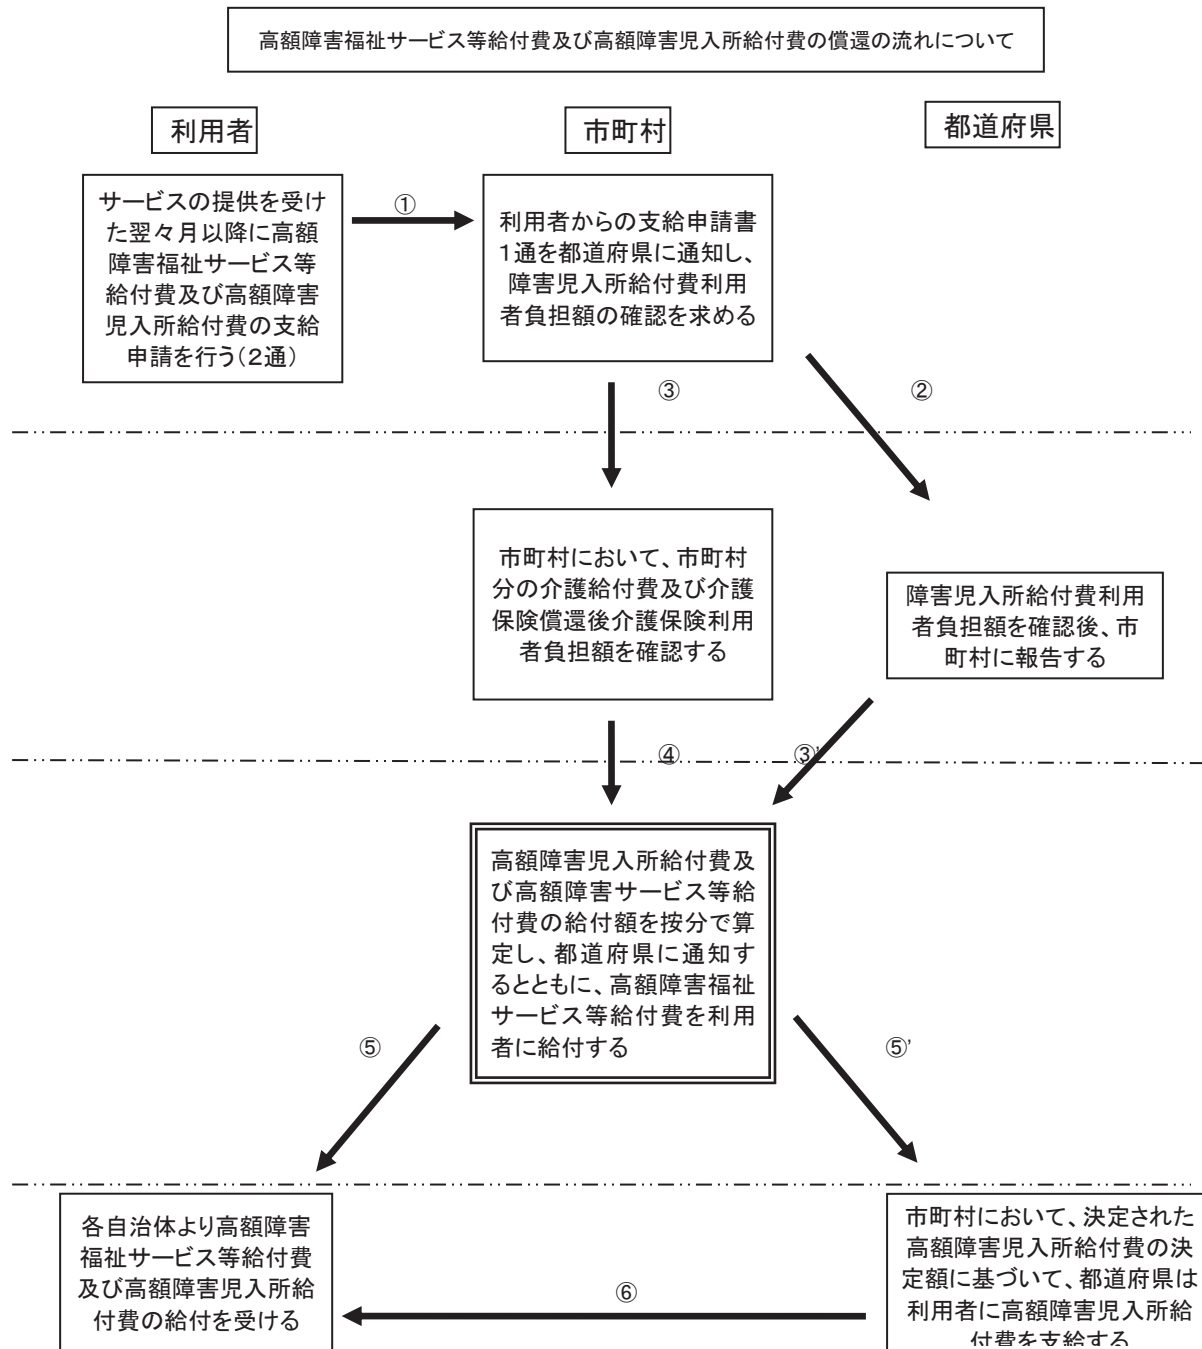 高額障害福祉サービス等給付費及び高額障害児入所給付費の償還の流れについて
利用者
市町村
都道府県
サービスの提供を受け
た翌々月以降に高額
障害福祉サービス等
給付費及び高額障害
児入所給付費の支給
申請を行う(2通)
①
利用者からの支給申請書
1通を都道府県に通知し、
障害児入所給付費利用
者負担額の確認を求める
③
②
市町村において、市町村
分の介護給付費及び介護
保険償還後介護保険利用
者負担額を確認する
障害児入所給付費利用
者負担額を確認後、市
町村に報告する
④
③'
高額障害児入所給付費及
び高額障害サービス等給
付費の給付額を按分で算
定し、都道府県に通知す
るとともに、高額障害福祉
サービス等給付費を利用
者に給付する
⑤
⑤'
各自治体より高額障害
福祉サービス等給付費
及び高額障害児入所給
付費の給付を受ける
⑥
市町村において、決定された
高額障害児入所給付費の決
定額に基づいて、都道府県は
利用者に高額障害児入所給
付費を支給する